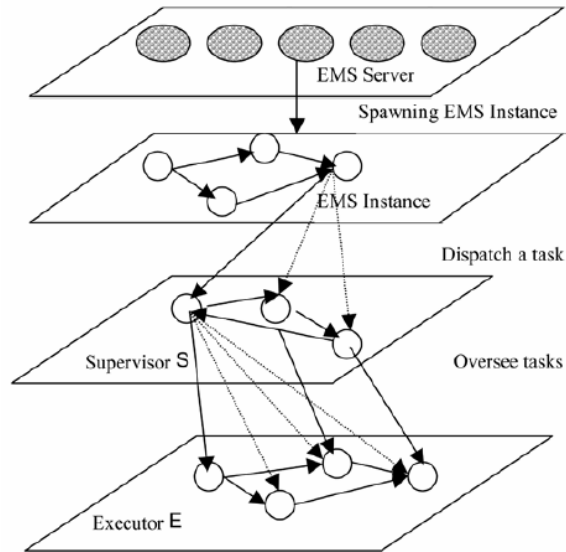 EMS Server
Spawning EMS Instance
EMS Instance
Dispatch a task
Supervisor S
Oversee tasks
Executor E